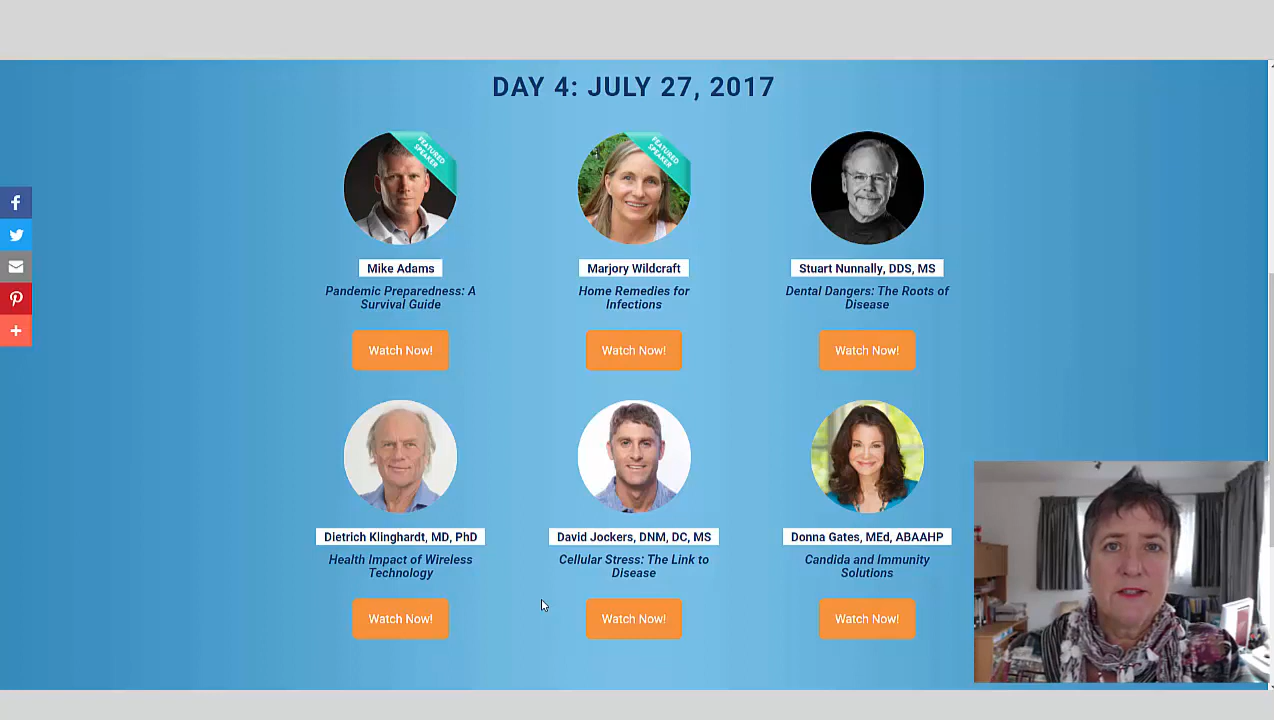 DAY 4: JULY 27, 2017
FEATURED
SPEAKER
FEATURED
SPEAKER
Mike Adams
Pandemic Preparedness: A
Survival Guide
Watch Now!
Marjory Wildcraft
Home Remedies for
Infections
Watch Now!
Stuart Nunnally, DDS, MS
Dental Dangers: The Roots of
Disease
Watch Now!
Dietrich Klinghardt, MD, PhD
Health Impact of Wireless
Technology
Watch Now!
David Jockers, DNM, DC, MS
Cellular Stress: The Link to
Disease
Watch Now!
Donna Gates, MEd, ABAAHP
Candida and Immunity
Solutions
Watch Now!